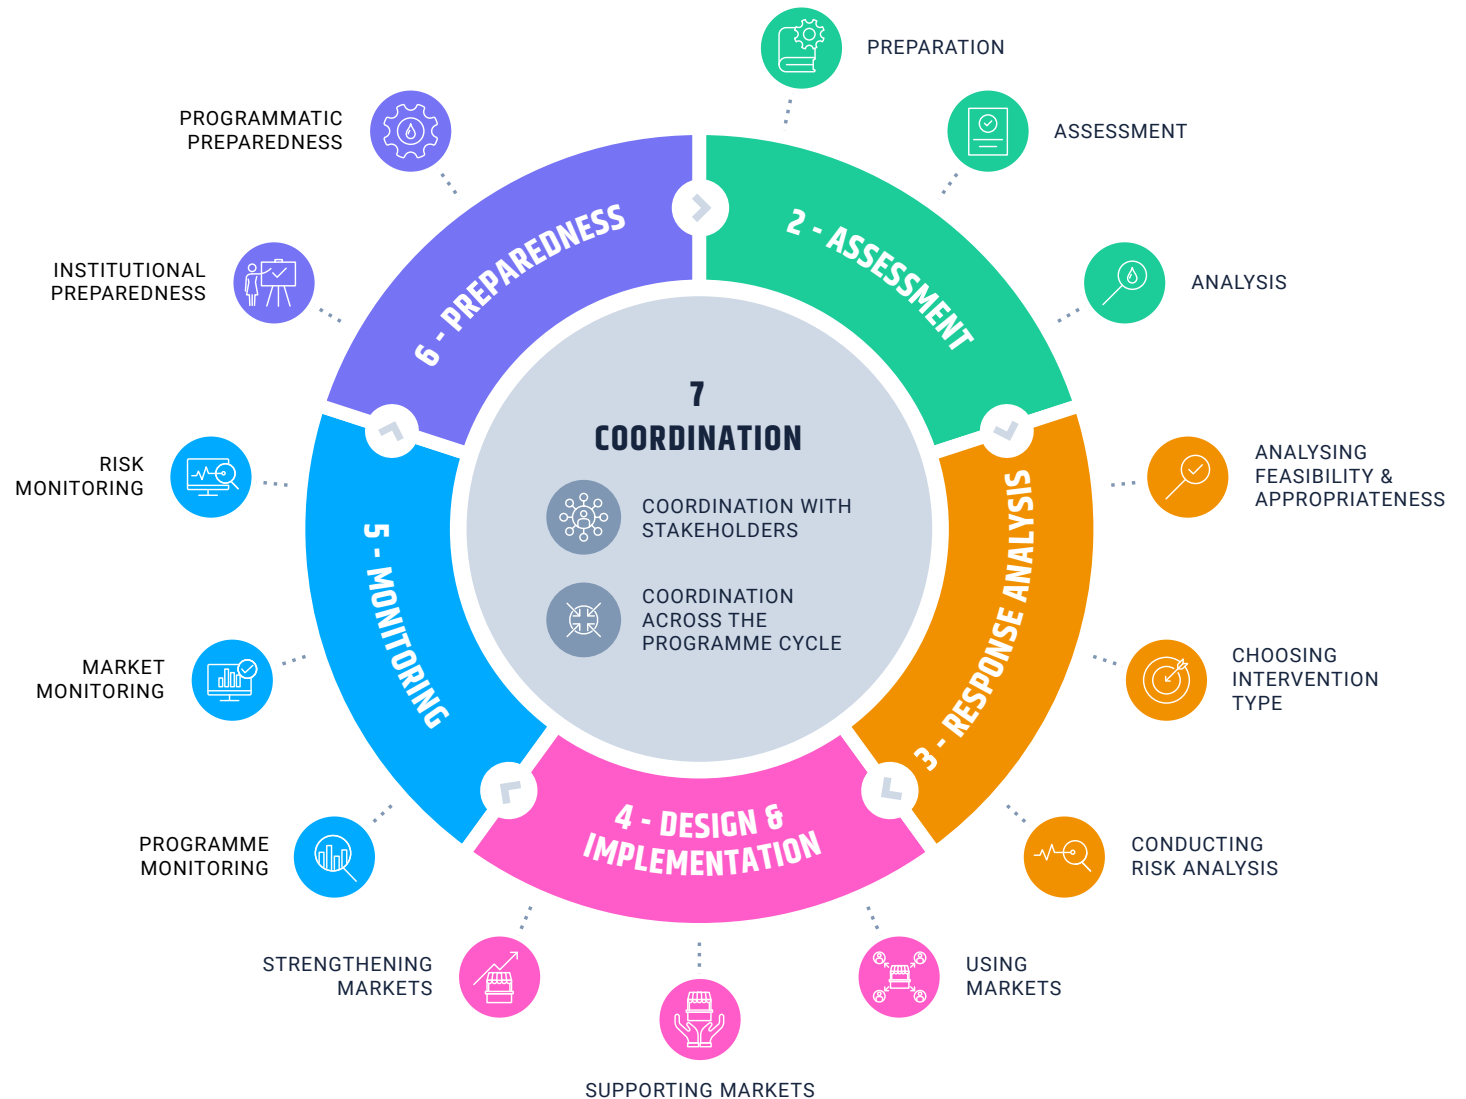 PREPARATION
ASSESSMENT
ANALYSIS
2 - ASSESSMENT
ANALYSING
FEASIBILITY &
APPROPRIATENESS
CHOOSING
INTERVENTION
TYPE
CONDUCTING
RISK ANALYSIS
3 - RESPONSE ANALYSIS
USING
MARKETS
SUPPORTING MARKETS
STRENGTHENING
MARKETS
4 - DESIGN &
IMPLEMENTATION
PROGRAMME
MONITORING
MARKET
MONITORING
RISK
MONITORING
5 - MONITORING
INSTITUTIONAL
PREPAREDNESS
PROGRAMMATIC
PREPAREDNESS
6 - PREPAREDNESS
7
COORDINATION
COORDINATION WITH
STAKEHOLDERS
COORDINATION
ACROSS THE
PROGRAMME CYCLE